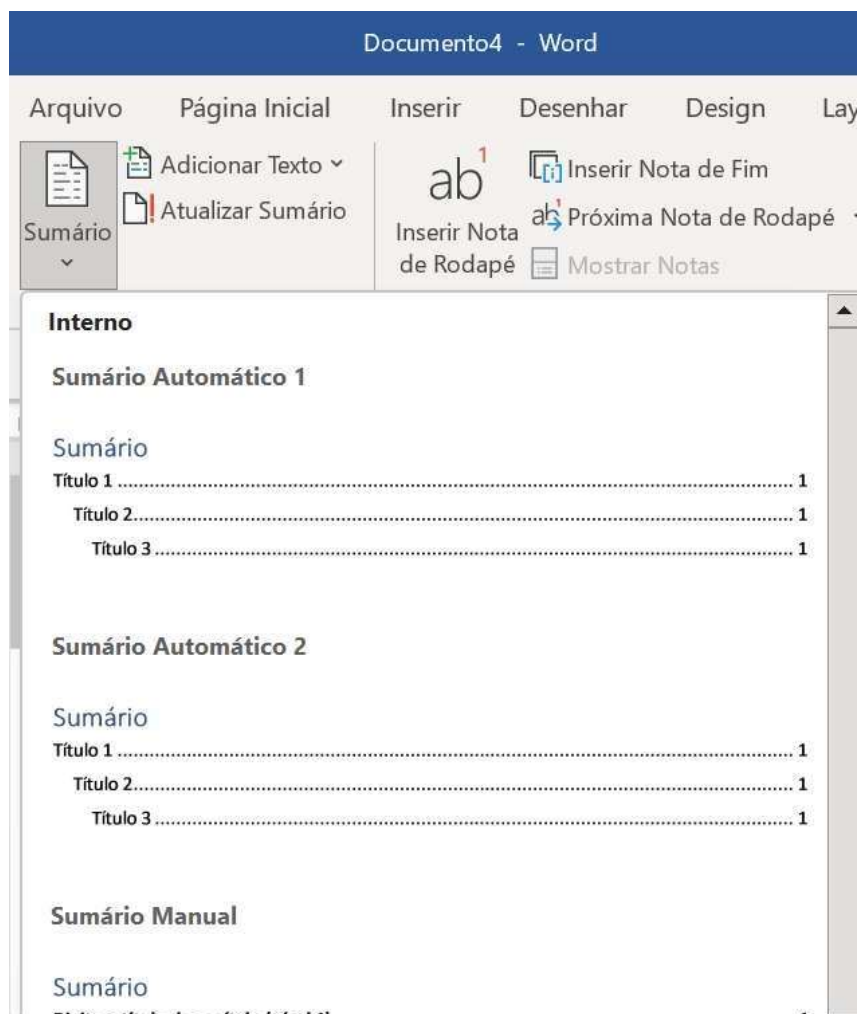 Documento4 - Word
Arquivo Página Inicial Inserir Desenhar Design Lay
Sumário
Adicionar Texto
Atualizar Sumário
ab1
Inserir Nota
de Rodapé
Inserir Nota de Fim
Próxima Nota de Rodapé
Mostrar Notas
Interno
Sumário Automático 1
Sumário
Título 1 ........ 1
Título 2 ........ 1
Título 3 ........ 1
Sumário Automático 2
Sumário
Título 1 ........ 1
Título 2 ........ 1
Título 3 ........ 1
Sumário Manual
Sumário